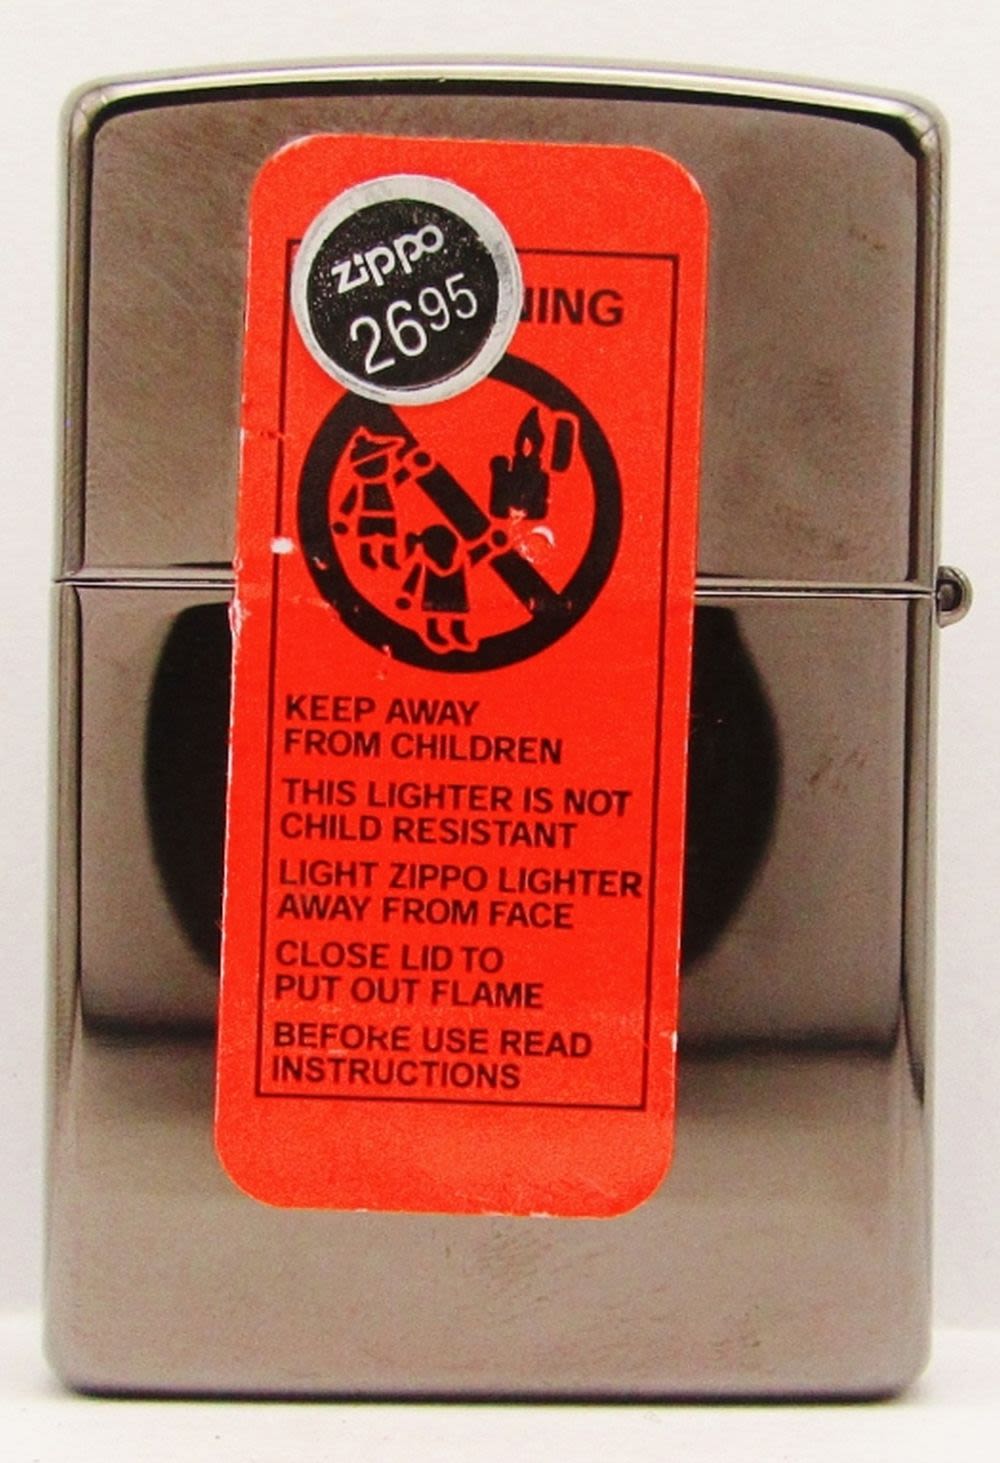 zippo
2695
NING
KEEP AWAY
FROM CHILDREN
THIS LIGHTER IS NOT
CHILD RESISTANT
LIGHT ZIPPO LIGHTER
AWAY FROM FACE
CLOSE LID TO
PUT OUT FLAME
BEFORE USE READ
INSTRUCTIONS